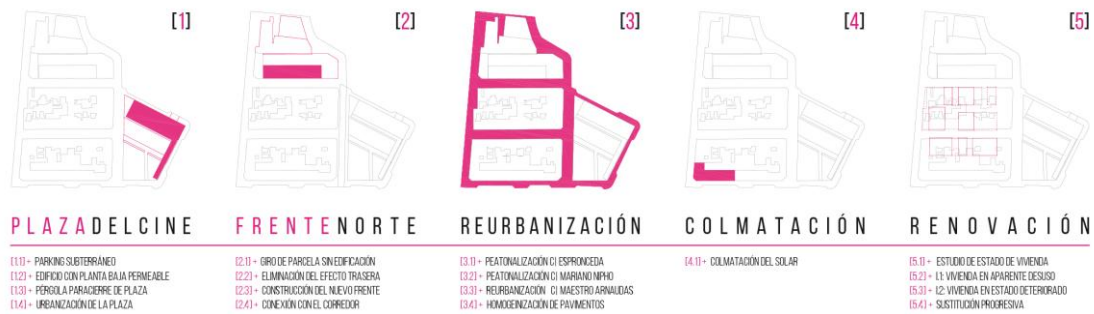 [1]
[2]
[3]
[4]
[5]
PLAZADELCINE
FRENTENORTE
REURBANIZACIÓN
COLMATACIÓN
RENOVACIÓN
[1.1] + PARKING SUBTERRÁNEO
[1.2] + EDIFICIO CON PLANTA BAJA PERMEABLE
[1.3] + PÉRGOLA PARACIERRE DE PLAZA
[1.4] + URBANIZACIÓN DE LA PLAZA
[2.1] + GIRO DE PARCELA SIN EDIFICACIÓN
[2.2] + ELIMINACIÓN DEL EFECTO TRASERA
[2.3] + CONSTRUCCIÓN DEL NUEVO FRENTE
[2.4] + CONEXIÓN CON EL CORREDOR
[3.1] + PEATONALIZACIÓN C| ESPRONCEDA
[3.2] + PEATONALIZACIÓN C| MARIANO NIPHO
[3.3] + REURBANIZACIÓN C| MAESTRO ARNAUDAS
[3.4] + HOMOGENIZACIÓN DE PAVIMENTOS
[4.1] + COLMATACIÓN DEL SOLAR
[5.1] + ESTUDIO DE ESTADO DE VIVIENDA
[5.2] + L1: VIVIENDA EN APARENTE DESUSO
[5.3] + L2: VIVIENDA EN ESTADO DETERIORADO
[5.4] + SUSTITUCIÓN PROGRESIVA